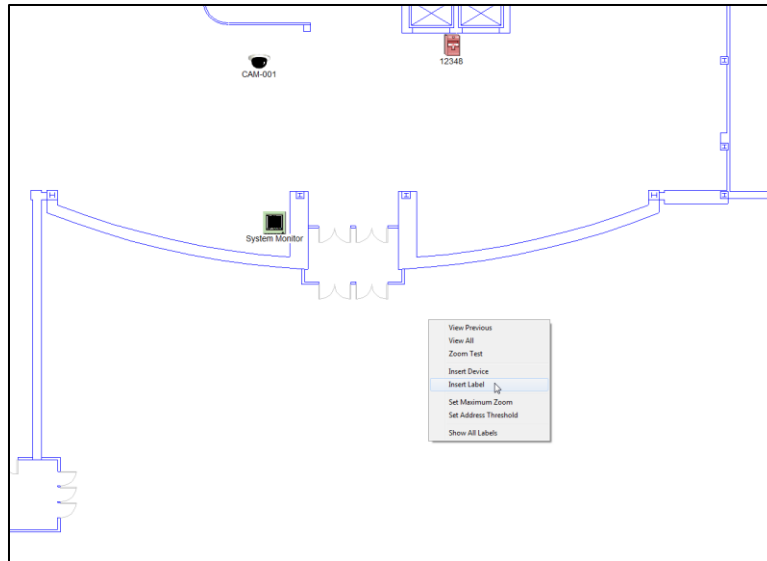 CAM-001
12348
System Monitor
View Previous
View All
Zoom Test
Insert Device
Insert Label
Set Maximum Zoom
Set Address Threshold
Show All Labels